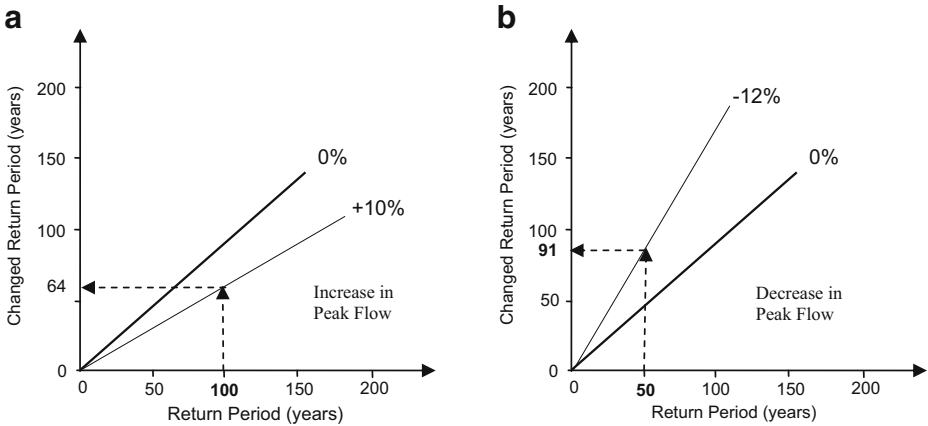 a
Changed Return Period (years)
200
150
100
64
0
0%
+10%
Increase in
Peak Flow
0 50 100 150 200
Return Period (years)
b
Changed Return Period (years)
200
150
100
91
50
0
-12%
0%
Decrease in
Peak Flow
0 50 100 150 200
Return Period (years)